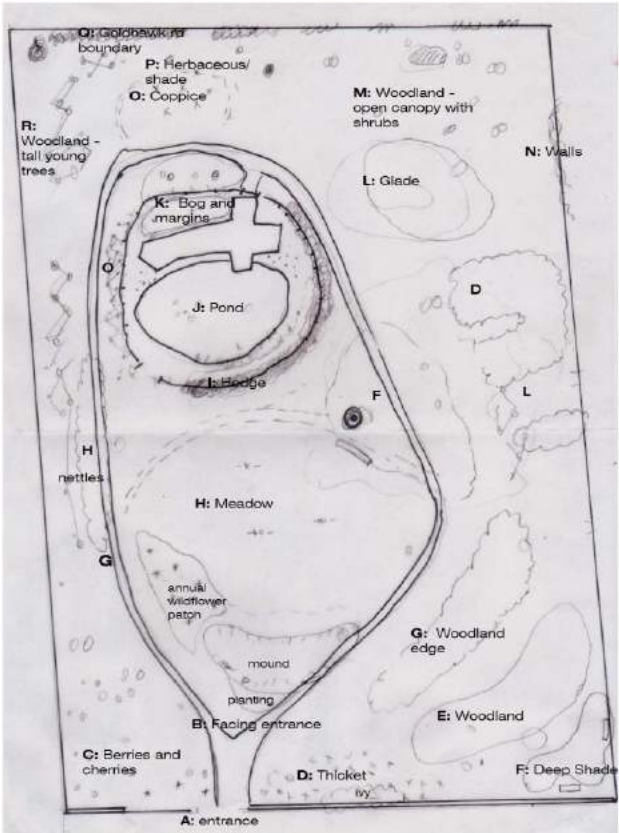 Q: Goldhawk rd
boundary
P: Herbaceous/
shade
O: Coppice
M: Woodland -
open canopy with
shrubs
R:
Woodland -
tall young
trees
N: Walls
L: Glade
K: Bog and
margins
O
D
J: Pond
I: Hedge
F
L
H
nettles
H: Meadow
G
annual
wildflower
patch
G: Woodland
edge
mound
planting
B: Facing entrance
E: Woodland
C: Berries and
cherries
D: Thicket
F: Deep Shade
ivy
A: entrance